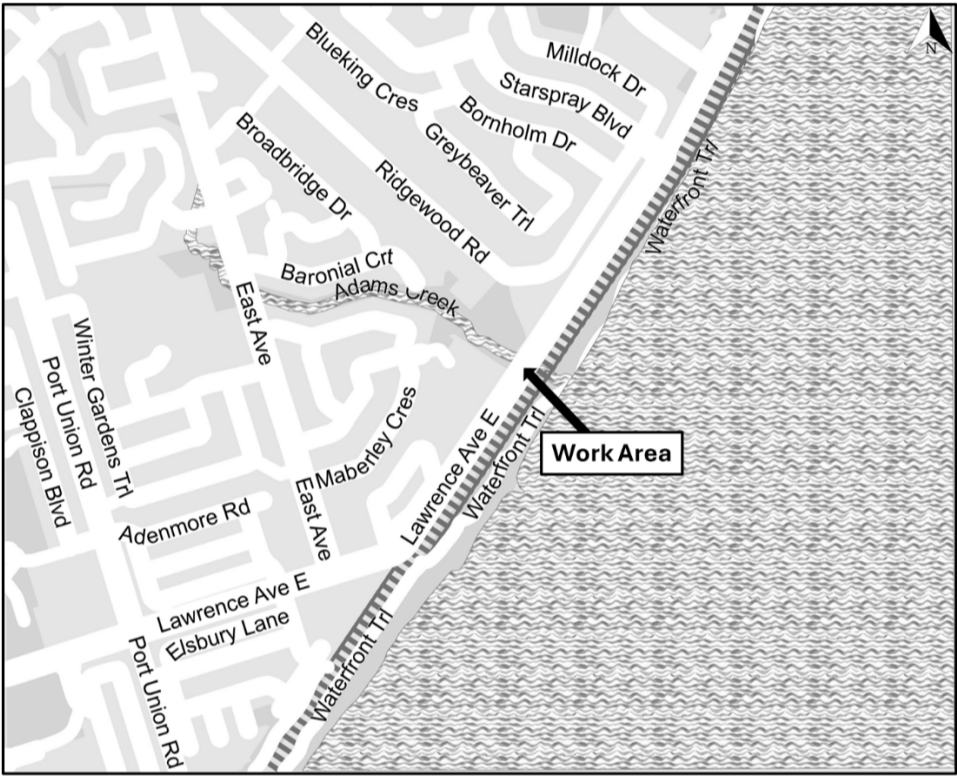 N
Milldock Dr
Blueking Cres
Starspray Blvd
Bornholm Dr
Greybeaver Trl
Broadbridge Dr
Ridgewood Rd
Waterfront Trl
Baronial Crt
Adams Creek
East Ave
Winter Gardens Trl
Port Union Rd
Clappison Blvd
Maberley Cres
Lawrence Ave E
Waterfront Trl
Work Area
East Ave
Adenmore Rd
Lawrence Ave E
Elsbury Lane
Waterfront Trl
Port Union Rd